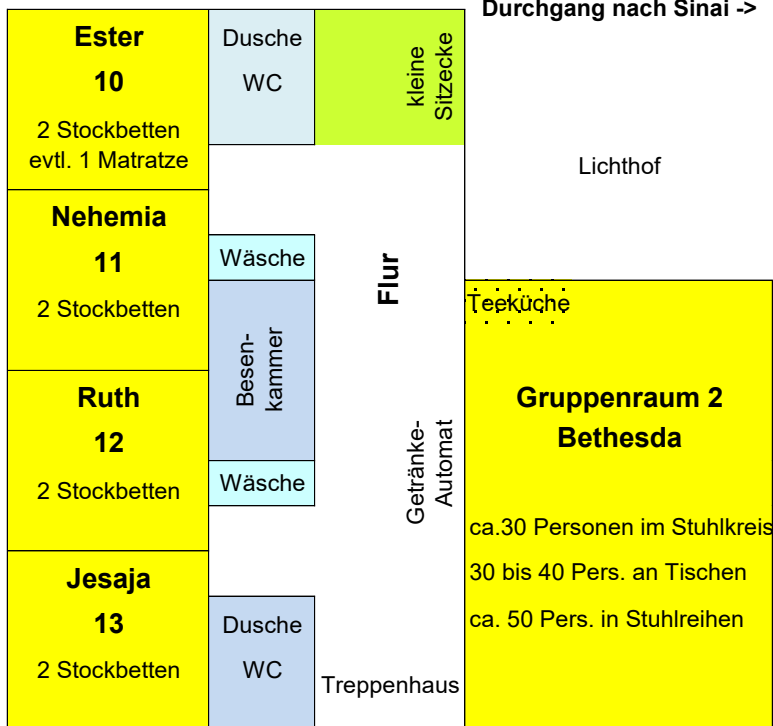 Durchgang nach Sinai ->
Ester
10
2 Stockbetten
evtl. 1 Matratze
Dusche
WC
kleine
Sitzecke
Lichthof
Nehemia
11
2 Stockbetten
Wäsche
Besen-
kammer
Flur
Teeküche
Ruth
12
2 Stockbetten
Wäsche
Getränke-
Automat
Gruppenraum 2
Bethesda
ca.30 Personen im Stuhlkreis
30 bis 40 Pers. an Tischen
ca. 50 Pers. in Stuhlreihen
Jesaja
13
2 Stockbetten
Dusche
WC
Treppenhaus